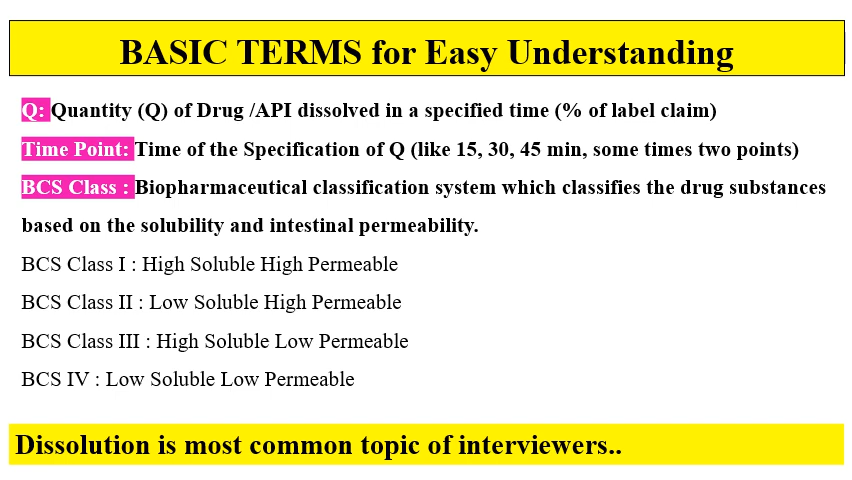 BASIC TERMS for Easy Understanding
Q: Quantity (Q) of Drug /API dissolved in a specified time (% of label claim)
Time Point: Time of the Specification of Q (like 15, 30, 45 min, some times two points)
BCS Class : Biopharmaceutical classification system which classifies the drug substances
based on the solubility and intestinal permeability.
BCS Class I : High Soluble High Permeable
BCS Class II : Low Soluble High Permeable
BCS Class III : High Soluble Low Permeable
BCS IV : Low Soluble Low Permeable
Dissolution is most common topic of interviewers..